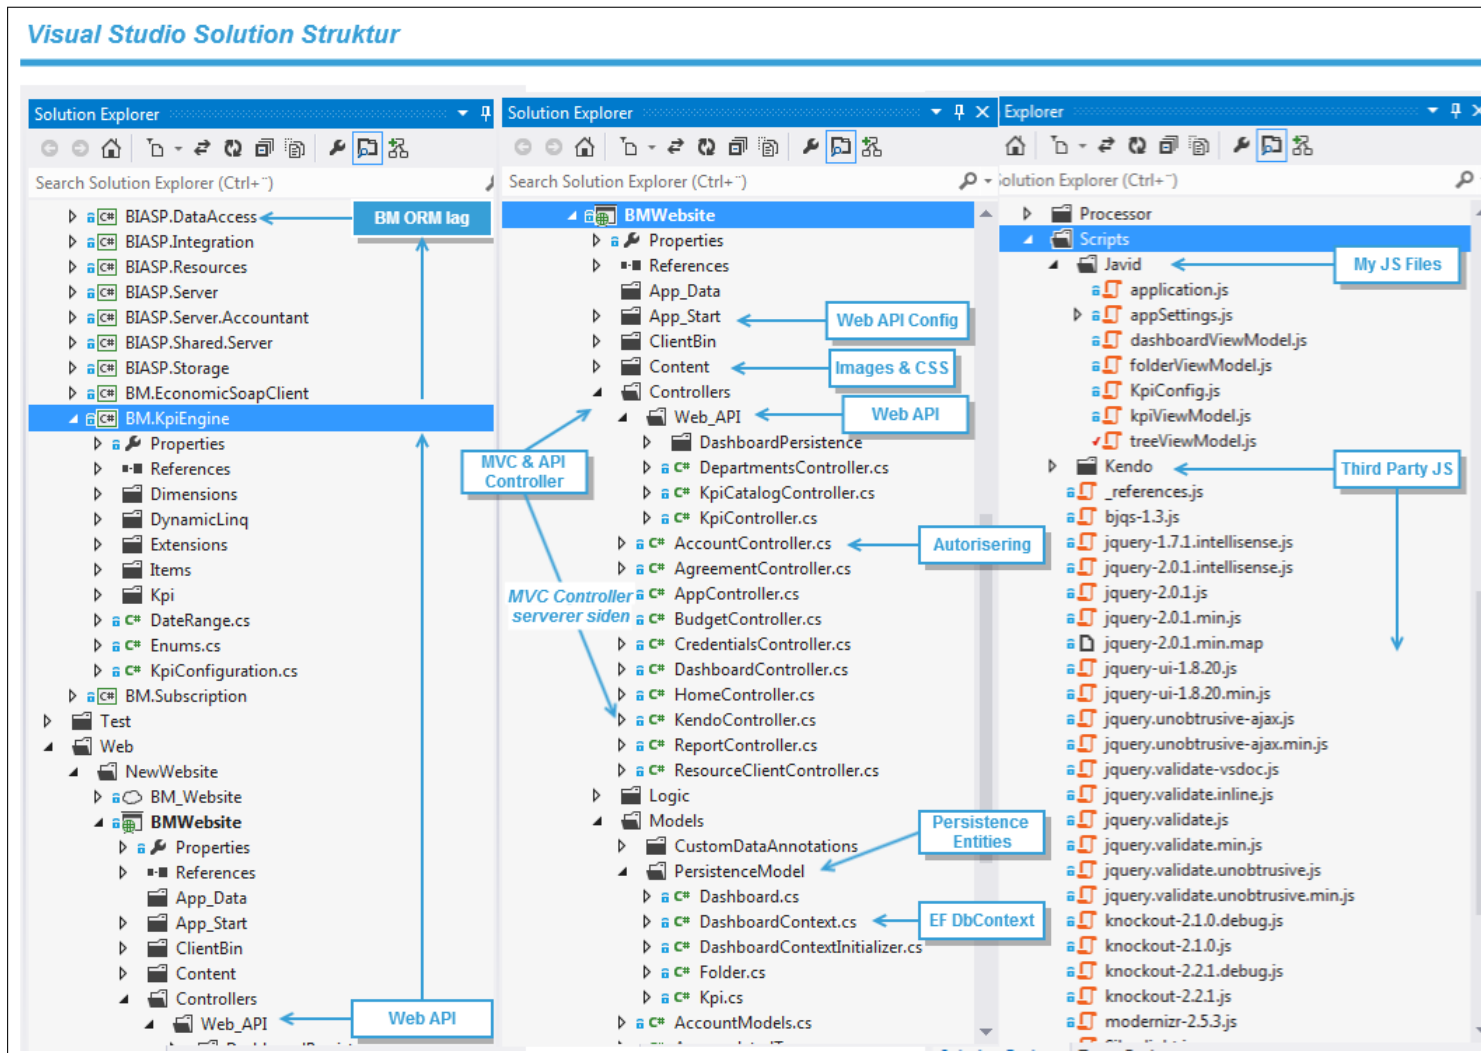 Visual Studio Solution Struktur
Solution Explorer
Search Solution Explorer (Ctrl+¨)
BIASP.DataAccess
BM ORM lag
BIASP.Integration
BIASP.Resources
BIASP.Server
BIASP.Server.Accountant
BIASP.Shared.Server
BIASP.Storage
BM.EconomicSoapClient
BM.KpiEngine
Properties
References
Dimensions
DynamicLinq
Extensions
Items
Kpi
C# DateRange.cs
C# Enums.cs
C# KpiConfiguration.cs
BM.Subscription
Test
Web
NewWebsite
BM_Website
BMWebsite
Properties
References
App_Data
App_Start
ClientBin
Content
Controllers
Web_API
Web API
Solution Explorer
Search Solution Explorer (Ctrl+¨)
BMWebsite
Properties
References
App_Data
App_Start
Web API Config
ClientBin
Content
Images & CSS
Controllers
Web_API
Web API
MVC & API
Controller
DashboardPersistence
C# DepartmentsController.cs
C# KpiCatalogController.cs
C# KpiController.cs
C# AccountController.cs
Autorisering
C# AgreementController.cs
MVC Controller
serverer siden
C# AppController.cs
C# BudgetController.cs
C# CredentialsController.cs
C# DashboardController.cs
C# HomeController.cs
C# KendoController.cs
C# ReportController.cs
C# ResourceClientController.cs
Logic
Models
Persistence
Entities
CustomDataAnnotations
PersistenceModel
C# Dashboard.cs
C# DashboardContext.cs
EF DbContext
C# DashboardContextInitializer.cs
C# Folder.cs
C# Kpi.cs
C# AccountModels.cs
Explorer
Solution Explorer (Ctrl+¨)
Processor
Scripts
Javid
My JS Files
application.js
appSettings.js
dashboardViewModel.js
folderViewModel.js
KpiConfig.js
kpiViewModel.js
treeViewModel.js
Kendo
Third Party JS
_references.js
bjqs-1.3.js
jquery-1.7.1.intellisense.js
jquery-2.0.1.intellisense.js
jquery-2.0.1.js
jquery-2.0.1.min.js
jquery-2.0.1.min.map
jquery-ui-1.8.20.js
jquery-ui-1.8.20.min.js
jquery.unobtrusive-ajax.js
jquery.unobtrusive-ajax.min.js
jquery.validate-vsdoc.js
jquery.validate.inline.js
jquery.validate.js
jquery.validate.min.js
jquery.validate.unobtrusive.js
jquery.validate.unobtrusive.min.js
knockout-2.1.0.debug.js
knockout-2.1.0.js
knockout-2.2.1.debug.js
knockout-2.2.1.js
modernizr-2.5.3.js